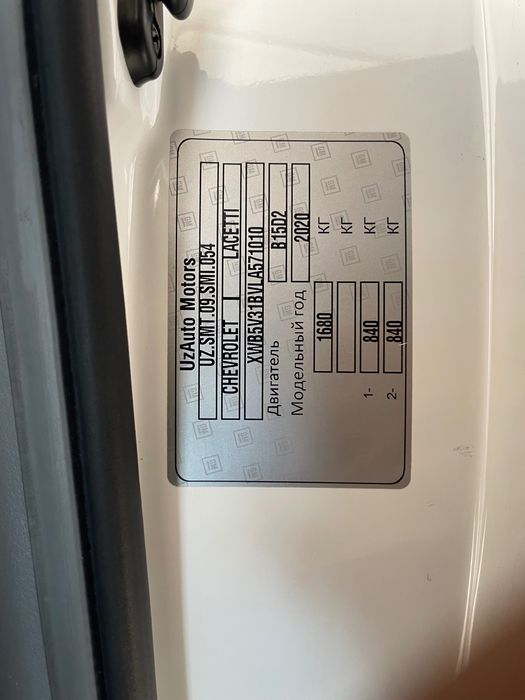 UzAuto Motors
UZ.SMT.09.SMI.054
CHEVROLET | LACETTI
XWB5V31BVLA571010
Двигатель B15D2
Модельный год 2020
1680 КГ
КГ
1- 840 КГ
2- 840 КГ